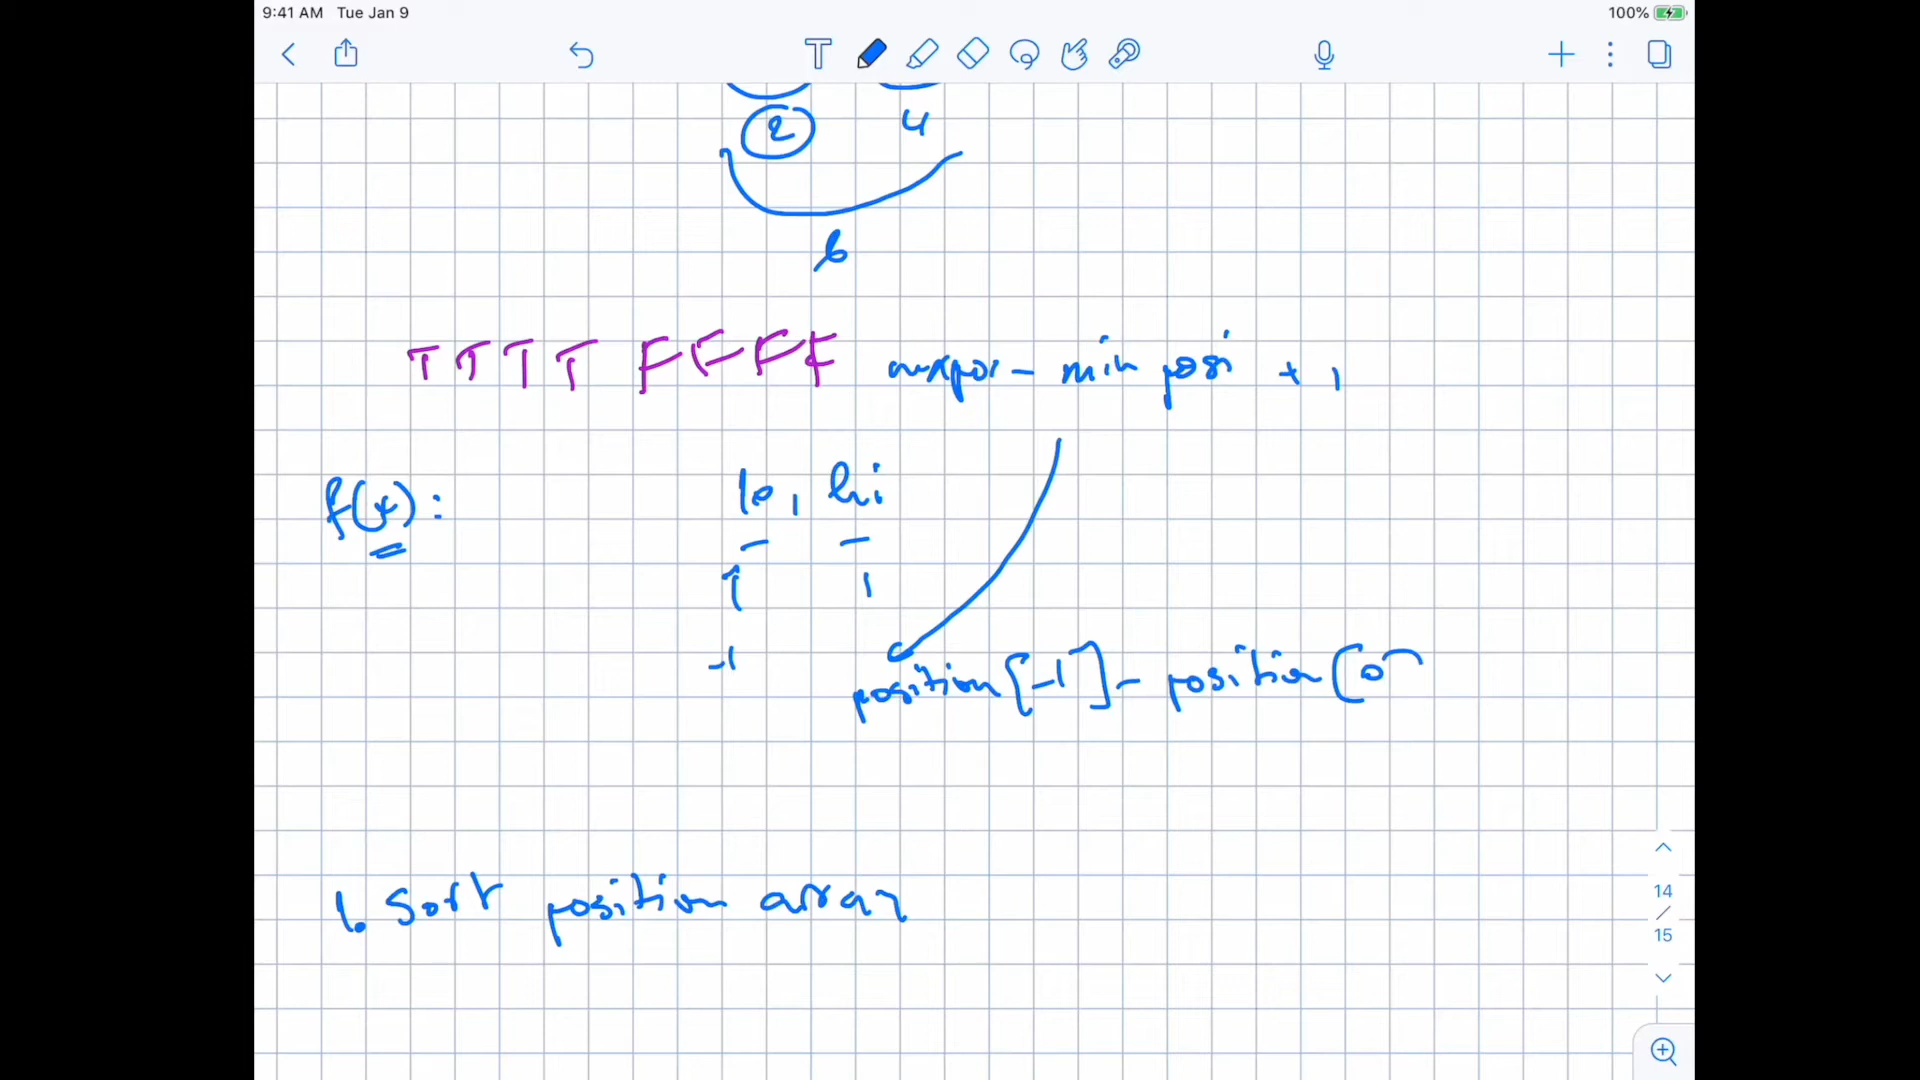 9:41 AM Tue Jan 9 100%
2 4
6
T T T T F F F F maxpos - min posi + 1
f(x): lo, hi
1 1
-1
position[-1] - position[0]
1. Sort position array
14
15